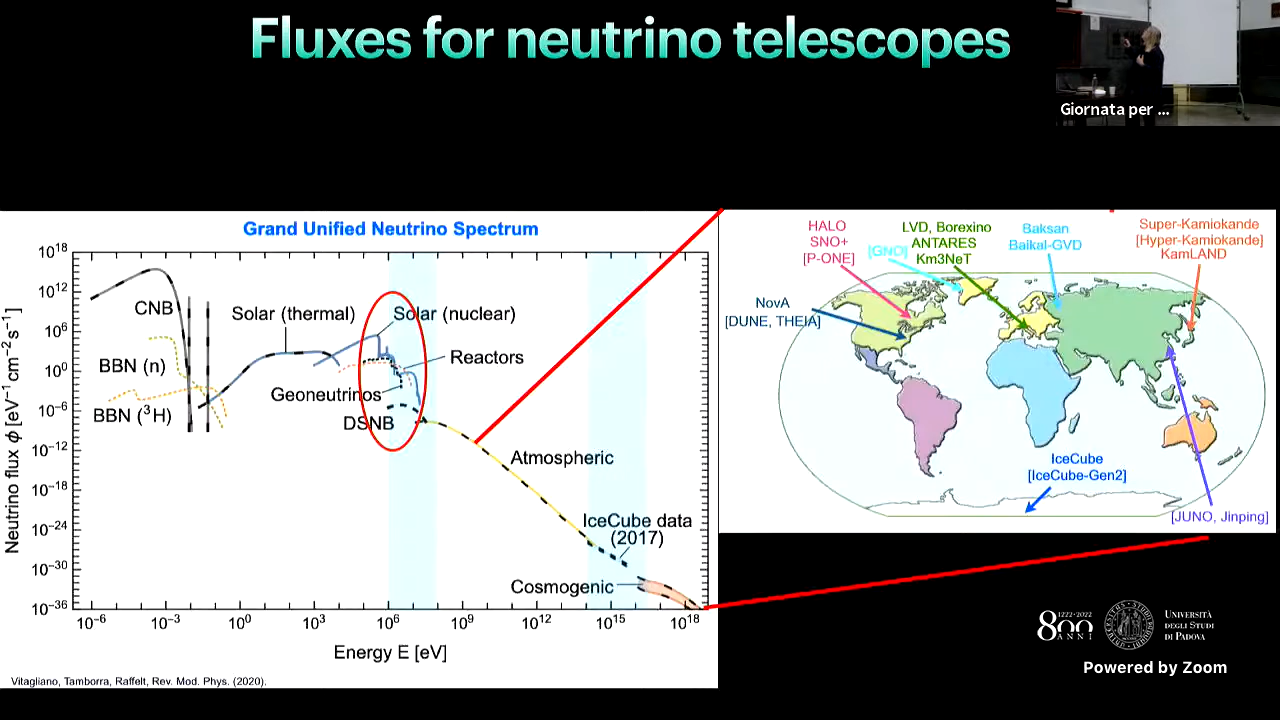 Fluxes for neutrino telescopes
Giornata per ...
Grand Unified Neutrino Spectrum
10^18
10^12
10^6
10^0
10^-6
10^-12
10^-18
10^-24
10^-30
10^-36
Neutrino flux ϕ [eV⁻¹ cm⁻² s⁻¹]
CNB
BBN (n)
BBN (³H)
Solar (thermal)
Solar (nuclear)
Reactors
Geoneutrinos
DSNB
Atmospheric
IceCube data
(2017)
Cosmogenic
10^-6
10^-3
10^0
10^3
10^6
10^9
10^12
10^15
10^18
Energy E [eV]
Vitagliano, Tamborra, Raffelt, Rev. Mod. Phys. (2020).
HALO
SNO+
[P-ONE]
[GNO]
LVD, Borexino
ANTARES
Km3NeT
Baksan
Baikal-GVD
Super-Kamiokande
[Hyper-Kamiokande]
KamLAND
NovA
[DUNE, THEIA]
IceCube
[IceCube-Gen2]
[JUNO, Jinping]
1222·2022
800
ANNI
Università
degli Studi
di Padova
Powered by Zoom